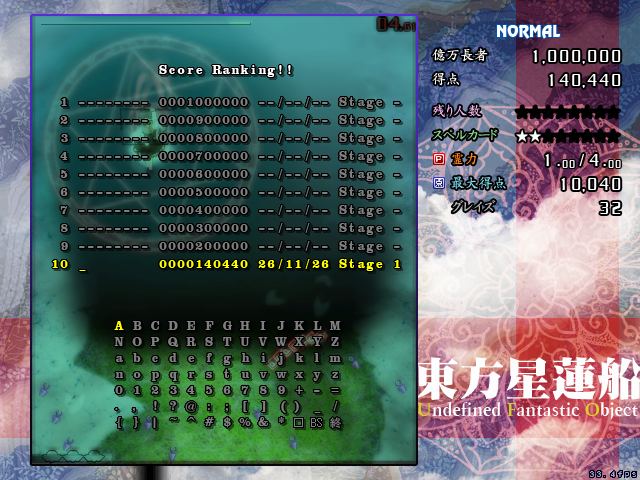 04.61
NORMAL
Score Ranking!!
億万長者 1,000,000
得点 140,440
残り人数
スペルカード ★★
P 霊力 1.00/4.00
点 最大得点 10,040
グレイズ 32
1 -------- 0001000000 --/--/-- Stage -
2 -------- 0000900000 --/--/-- Stage -
3 -------- 0000800000 --/--/-- Stage -
4 -------- 0000700000 --/--/-- Stage -
5 -------- 0000600000 --/--/-- Stage -
6 -------- 0000500000 --/--/-- Stage -
7 -------- 0000400000 --/--/-- Stage -
8 -------- 0000300000 --/--/-- Stage -
9 -------- 0000200000 --/--/-- Stage -
10 _ 0000140440 26/11/26 Stage 1
A B C D E F G H I J K L M
N O P Q R S T U V W X Y Z
a b c d e f g h i j k l m
n o p q r s t u v w x y z
0 1 2 3 4 5 6 7 8 9 + - =
. , ! ? @ : ; [ ] ( ) _ /
{ } | ~ ^ # $ % & * □ BS 終
東方星蓮船
Undefined Fantastic Object
33.4fps